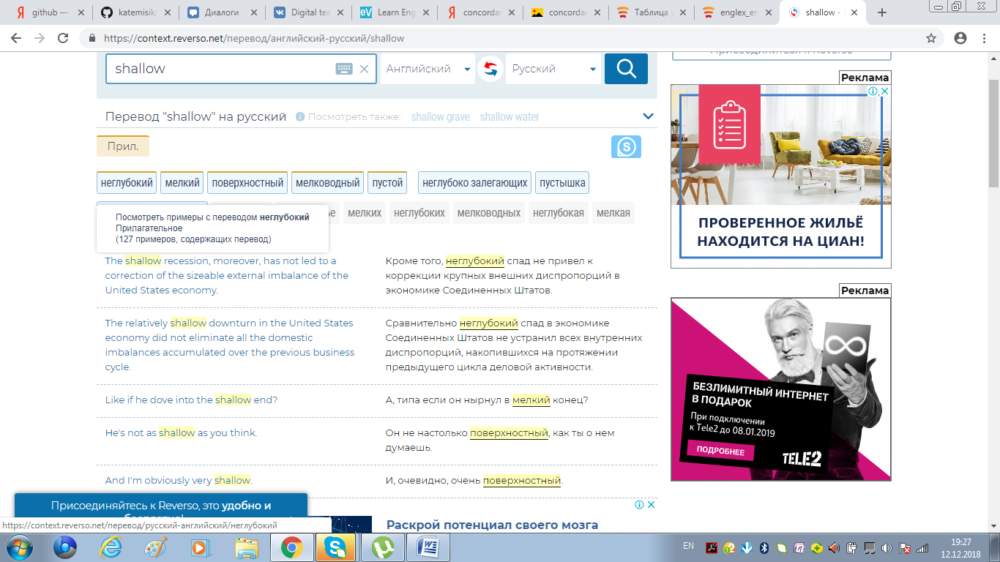 github —
katemisik/
Диалоги
Digital tea
Learn Eng
concordan
concordan
Таблица у
englex_en
shallow -
https://context.reverso.net/перевод/английский-русский/shallow
shallow
Английский
Русский
Присоединиться к Reverso
Перевод "shallow" на русский
Посмотреть также:
shallow grave
shallow water
Прил.
неглубокий
мелкий
поверхностный
мелководный
пустой
неглубоко залегающих
пустышка
ье
мелких
неглубоких
мелководных
неглубокая
мелкая
Посмотреть примеры с переводом неглубокий
Прилагательное
(127 примеров, содержащих перевод)
The shallow recession, moreover, has not led to a
correction of the sizeable external imbalance of the
United States economy.
Кроме того, неглубокий спад не привел к
коррекции крупных внешних диспропорций в
экономике Соединенных Штатов.
The relatively shallow downturn in the United States
economy did not eliminate all the domestic
imbalances accumulated over the previous business
cycle.
Сравнительно неглубокий спад в экономике
Соединенных Штатов не устранил всех внутренних
диспропорций, накопившихся на протяжении
предыдущего цикла деловой активности.
Like if he dove into the shallow end?
А, типа если он нырнул в мелкий конец?
He's not as shallow as you think.
Он не настолько поверхностный, как ты о нем
думаешь.
And I'm obviously very shallow.
И, очевидно, очень поверхностный.
Присоединяйтесь к Reverso, это удобно и
https://context.reverso.net/перевод/русский-английский/неглубокий
Раскрой потенциал своего мозга
Реклама
ПРОВЕРЕННОЕ ЖИЛЬЁ
НАХОДИТСЯ НА ЦИАН!
Реклама
БЕЗЛИМИТНЫЙ ИНТЕРНЕТ
В ПОДАРОК
При подключении
к Tele2 до 08.01.2019
ПОДРОБНЕЕ
TELE2
EN
19:27
12.12.2018